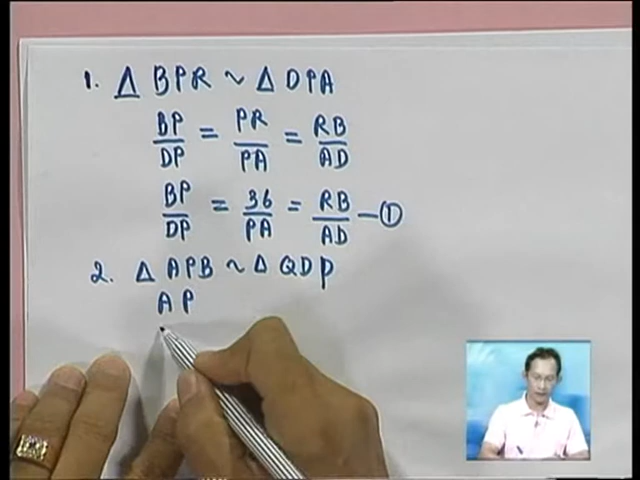 1. Δ BPR ~ Δ DPA
BP/DP = PR/PA = RB/AD
BP/DP = 36/PA = RB/AD —①
2. Δ APB ~ Δ QDP
AP